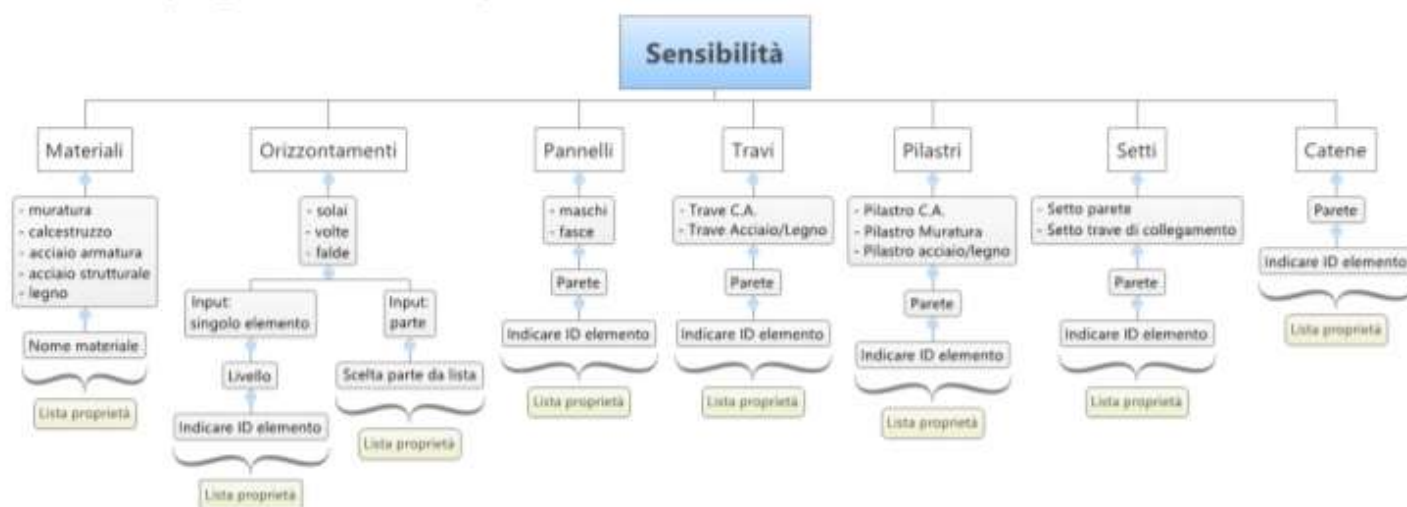 Sensibilità
Materiali
- muratura
- calcestruzzo
- acciaio armatura
- acciaio strutturale
- legno
Nome materiale
Lista proprietà
Orizzontamenti
- solai
- volte
- falde
Input:
singolo elemento
Livello
Indicare ID elemento
Lista proprietà
Input:
parte
Scelta parte da lista
Lista proprietà
Pannelli
- maschi
- fasce
Parete
Indicare ID elemento
Lista proprietà
Travi
- Trave C.A.
- Trave Acciaio/Legno
Parete
Indicare ID elemento
Lista proprietà
Pilastri
- Pilastro C.A.
- Pilastro Muratura
- Pilastro acciaio/legno
Parete
Indicare ID elemento
Lista proprietà
Setti
- Setto parete
- Setto trave di collegamento
Parete
Indicare ID elemento
Lista proprietà
Catene
Parete
Indicare ID elemento
Lista proprietà